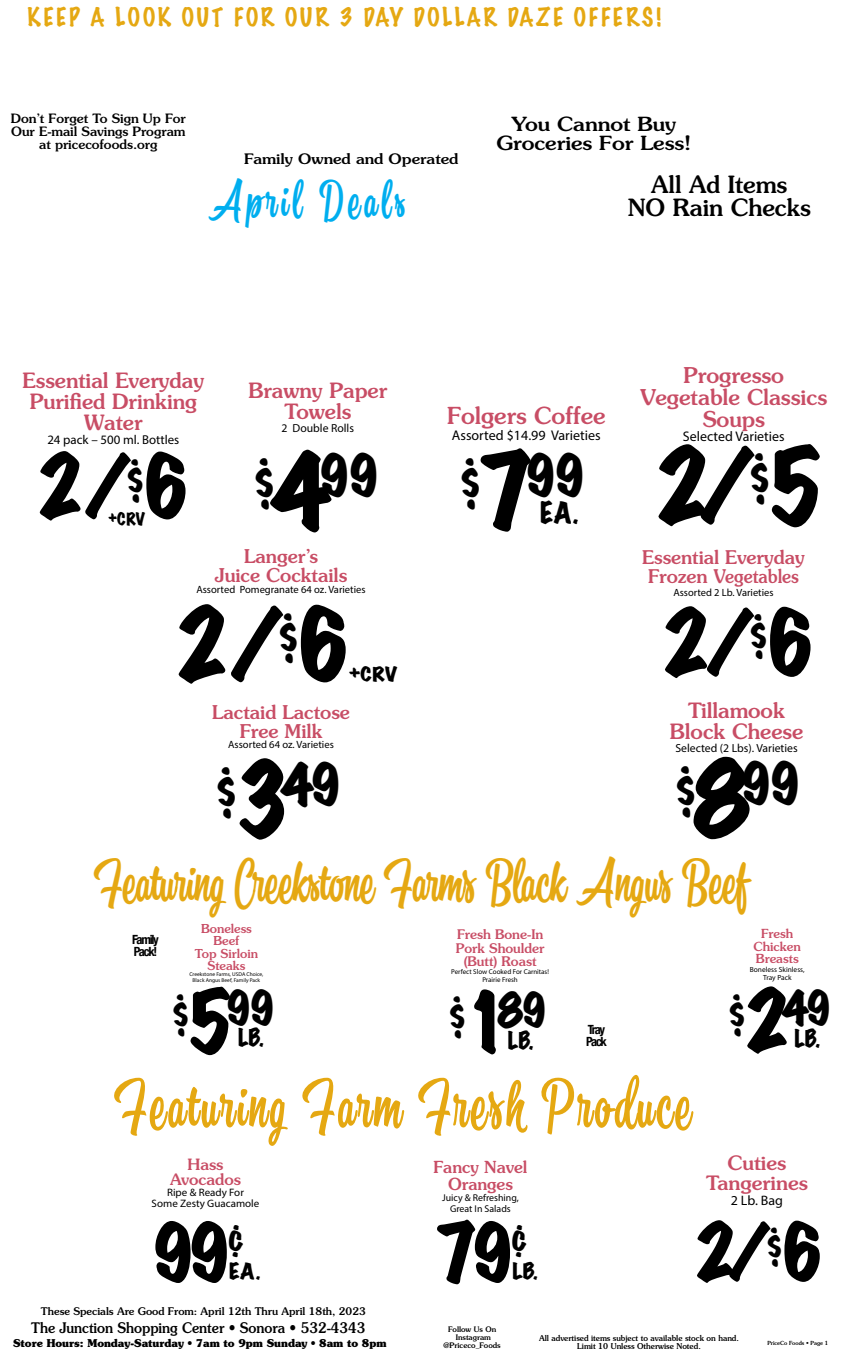 KEEP A LOOK OUT FOR OUR 3 DAY DOLLAR DAZE OFFERS!
Don't Forget To Sign Up For
Our E-mail Savings Program
at pricecofoods.org
Family Owned and Operated
April Deals
You Cannot Buy
Groceries For Less!
All Ad Items
NO Rain Checks
Essential Everyday
Purified Drinking
Water
24 pack – 500 ml. Bottles
2/$6
+CRV
Brawny Paper
Towels
2 Double Rolls
$4.99
Folgers Coffee
Assorted $14.99 Varieties
$7.99
EA.
Progresso
Vegetable Classics
Soups
Selected Varieties
2/$5
Langer's
Juice Cocktails
Assorted Pomegranate 64 oz. Varieties
2/$6
+CRV
Essential Everyday
Frozen Vegetables
Assorted 2 Lb. Varieties
2/$6
Lactaid Lactose
Free Milk
Assorted 64 oz. Varieties
$3.49
Tillamook
Block Cheese
Selected (2 Lbs). Varieties
$8.99
Featuring Creekstone Farms Black Angus Beef
Family
Pack!
Boneless
Beef
Top Sirloin
Steaks
Creekstone Farms, USDA Choice,
Black Angus Beef, Family Pack
$5.99
LB.
Fresh Bone-In
Pork Shoulder
(Butt) Roast
Perfect Slow Cooked For Carnitas!
Prairie Fresh
$1.89
LB.
Tray
Pack
Fresh
Chicken
Breasts
Boneless Skinless,
Tray Pack
$2.49
LB.
Featuring Farm Fresh Produce
Hass
Avocados
Ripe & Ready For
Some Zesty Guacamole
99¢
EA.
Fancy Navel
Oranges
Juicy & Refreshing,
Great In Salads
79¢
LB.
Cuties
Tangerines
2 Lb. Bag
2/$6
These Specials Are Good From: April 12th Thru April 18th, 2023
The Junction Shopping Center • Sonora • 532-4343
Store Hours: Monday-Saturday • 7am to 9pm Sunday • 8am to 8pm
Follow Us On
Instagram
@Priceco_Foods
All advertised items subject to available stock on hand.
Limit 10 Unless Otherwise Noted.
PriceCo Foods • Page 1